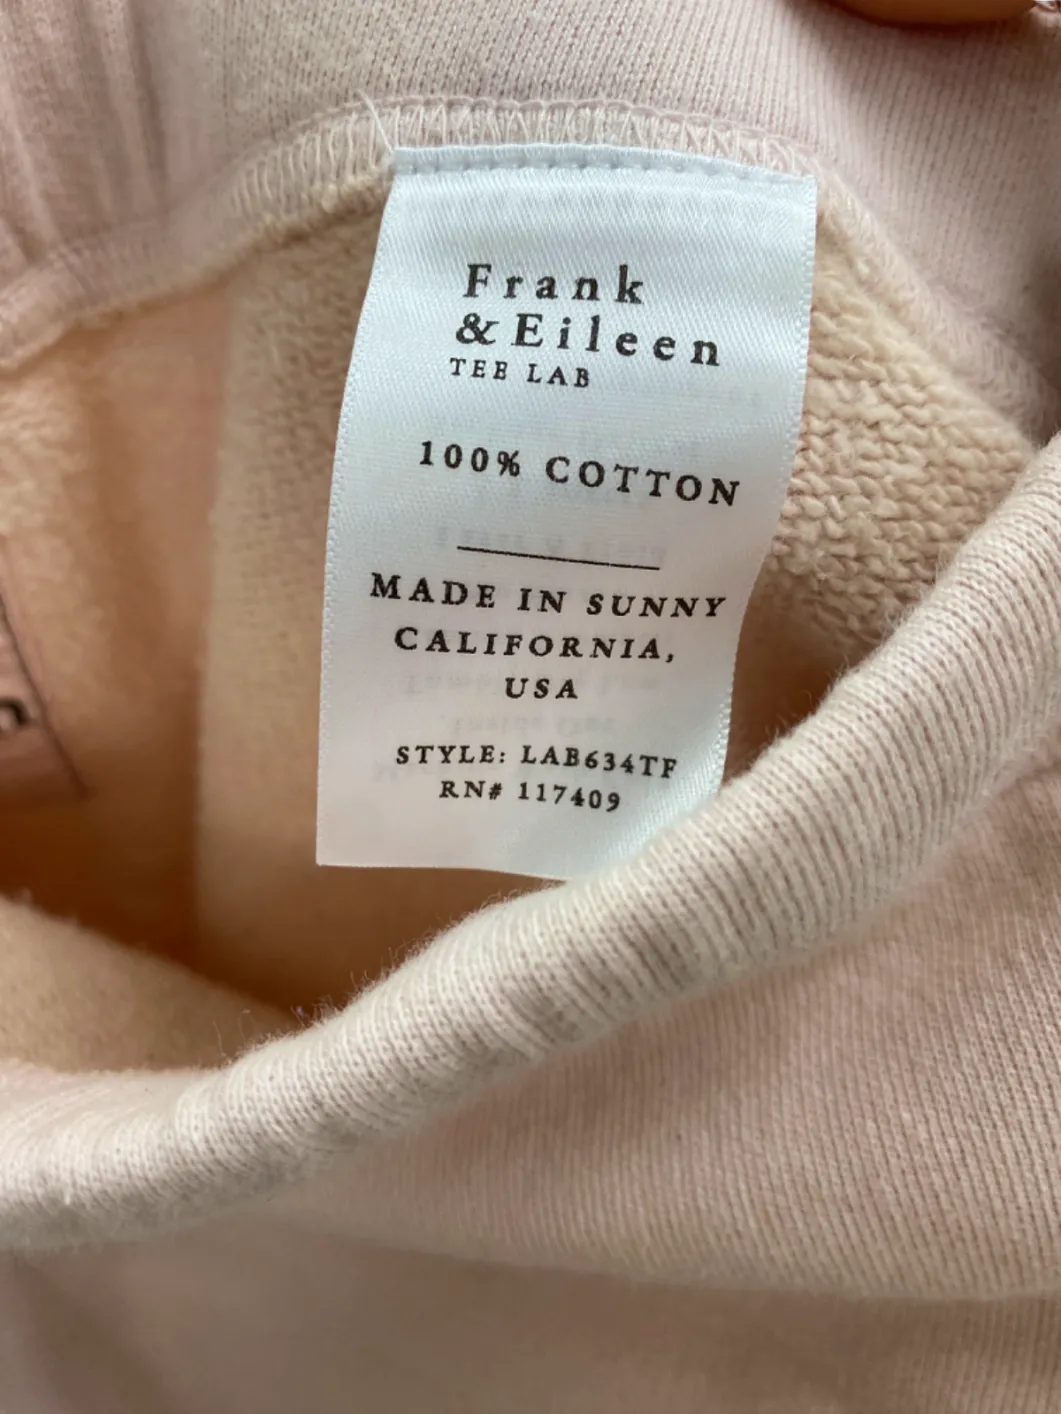 Frank
& Eileen
TEE LAB
100% COTTON
MADE IN SUNNY
CALIFORNIA,
USA
STYLE: LAB634TF
RN# 117409